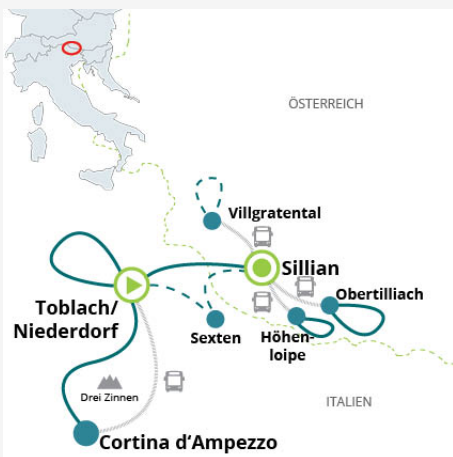 ÖSTERREICH
Villgratental
Sillian
Obertilliach
Toblach/
Niederdorf
Sexten
Höhen-
loipe
Drei Zinnen
ITALIEN
Cortina d'Ampezzo